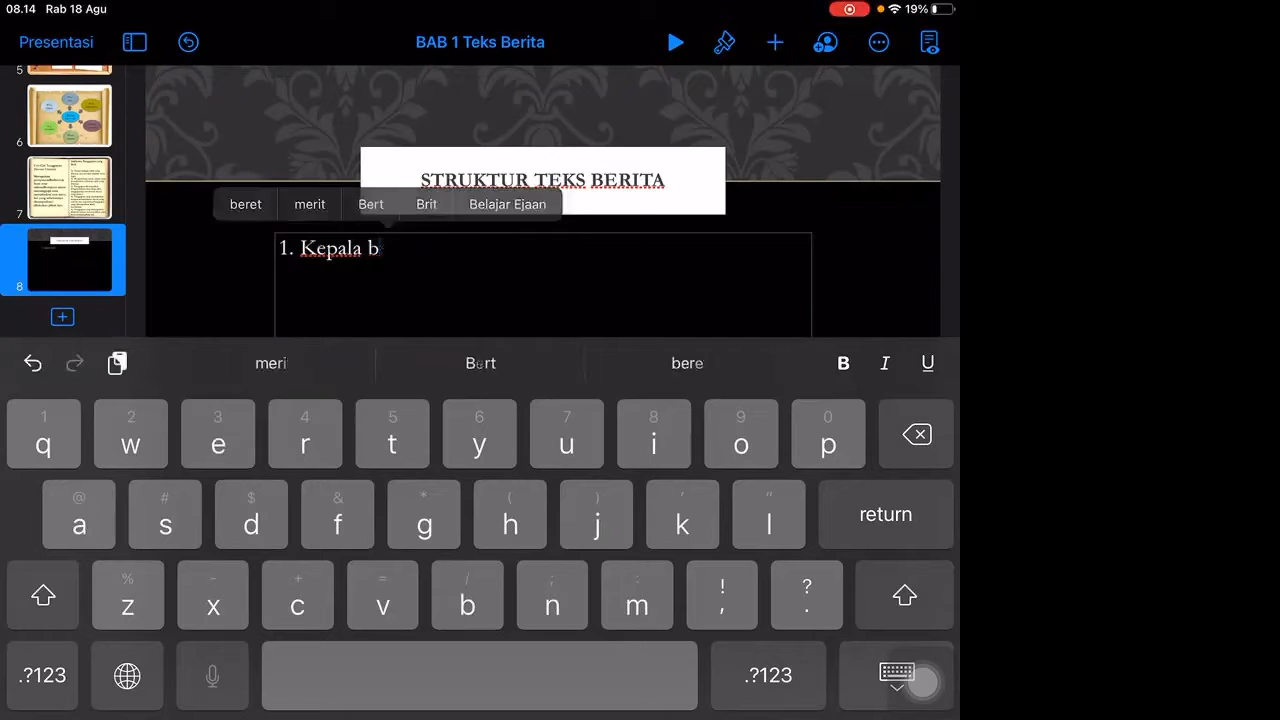 08.14 Rab 18 Agu
19%
Presentasi
BAB 1 Teks Berita
5
6
7
8
STRUKTUR TEKS BERITA
beret merit Bert Brit Belajar Ejaan
1. Kepala b
meri Bert bere B I U
1 2 3 4 5 6 7 8 9 0
q w e r t y u i o p
@ # $ & * ( ) ' "
a s d f g h j k l return
% - + = / ; : ! ?
z x c v b n m , .
.?123 .?123